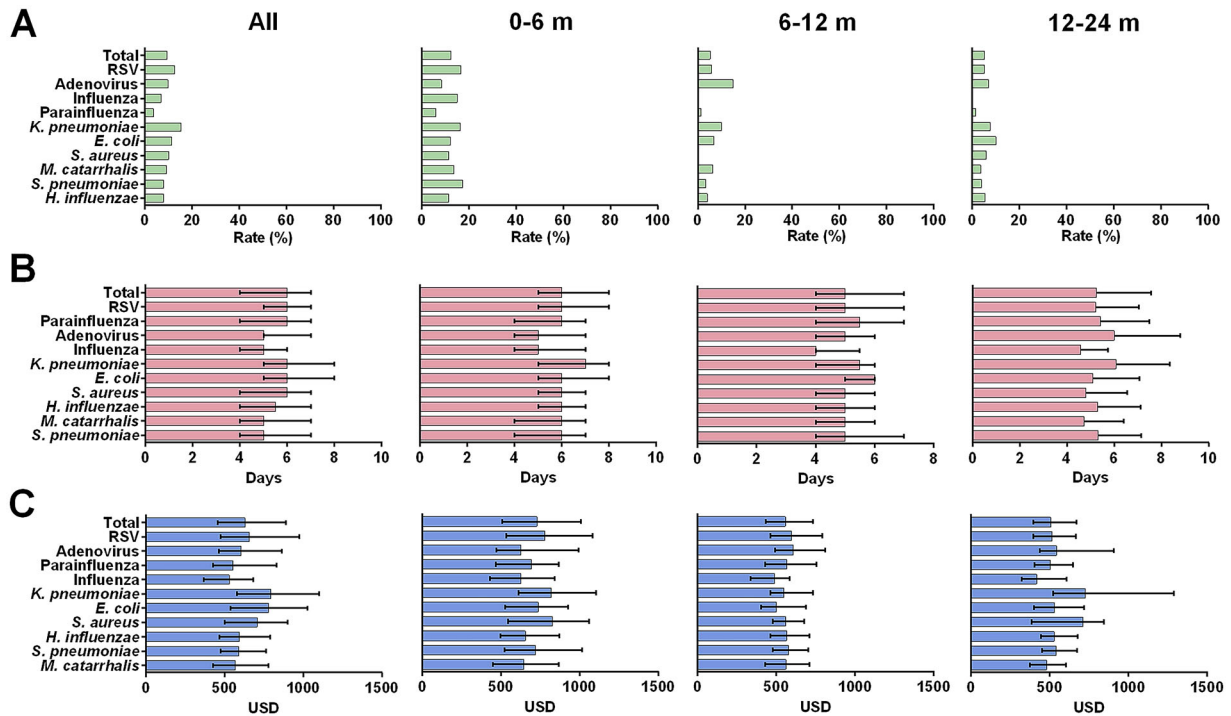 A
All
0-6 m
6-12 m
12-24 m
Total
RSV
Adenovirus
Influenza
Parainfluenza
K. pneumoniae
E. coli
S. aureus
M. catarrhalis
S. pneumoniae
H. influenzae
0 20 40 60 80 100
0 20 40 60 80 100
0 20 40 60 80 100
0 20 40 60 80 100
Rate (%)
Rate (%)
Rate (%)
Rate (%)
B
Total
RSV
Parainfluenza
Adenovirus
Influenza
K. pneumoniae
E. coli
S. aureus
H. influenzae
M. catarrhalis
S. pneumoniae
0 2 4 6 8 10
0 2 4 6 8 10
0 2 4 6 8
0 2 4 6 8 10
Days
Days
Days
Days
C
Total
RSV
Adenovirus
Parainfluenza
Influenza
K. pneumoniae
E. coli
S. aureus
H. influenzae
S. pneumoniae
M. catarrhalis
0 500 1000 1500
0 500 1000 1500
0 500 1000 1500
0 500 1000 1500
USD
USD
USD
USD